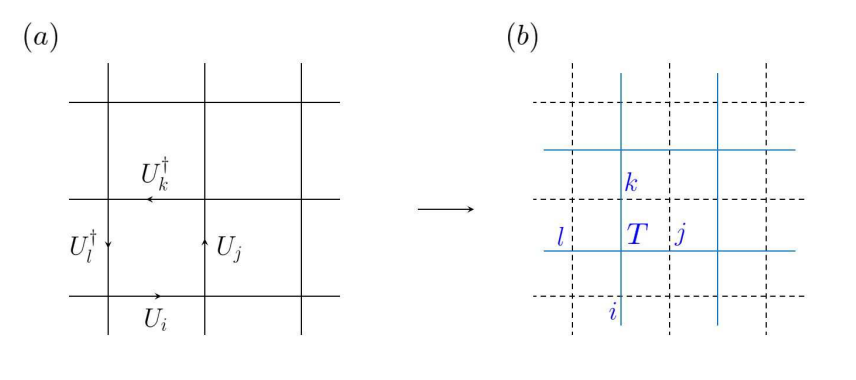 (a) (b)
U_k^† k
U_l^† U_j l T j
U_i i